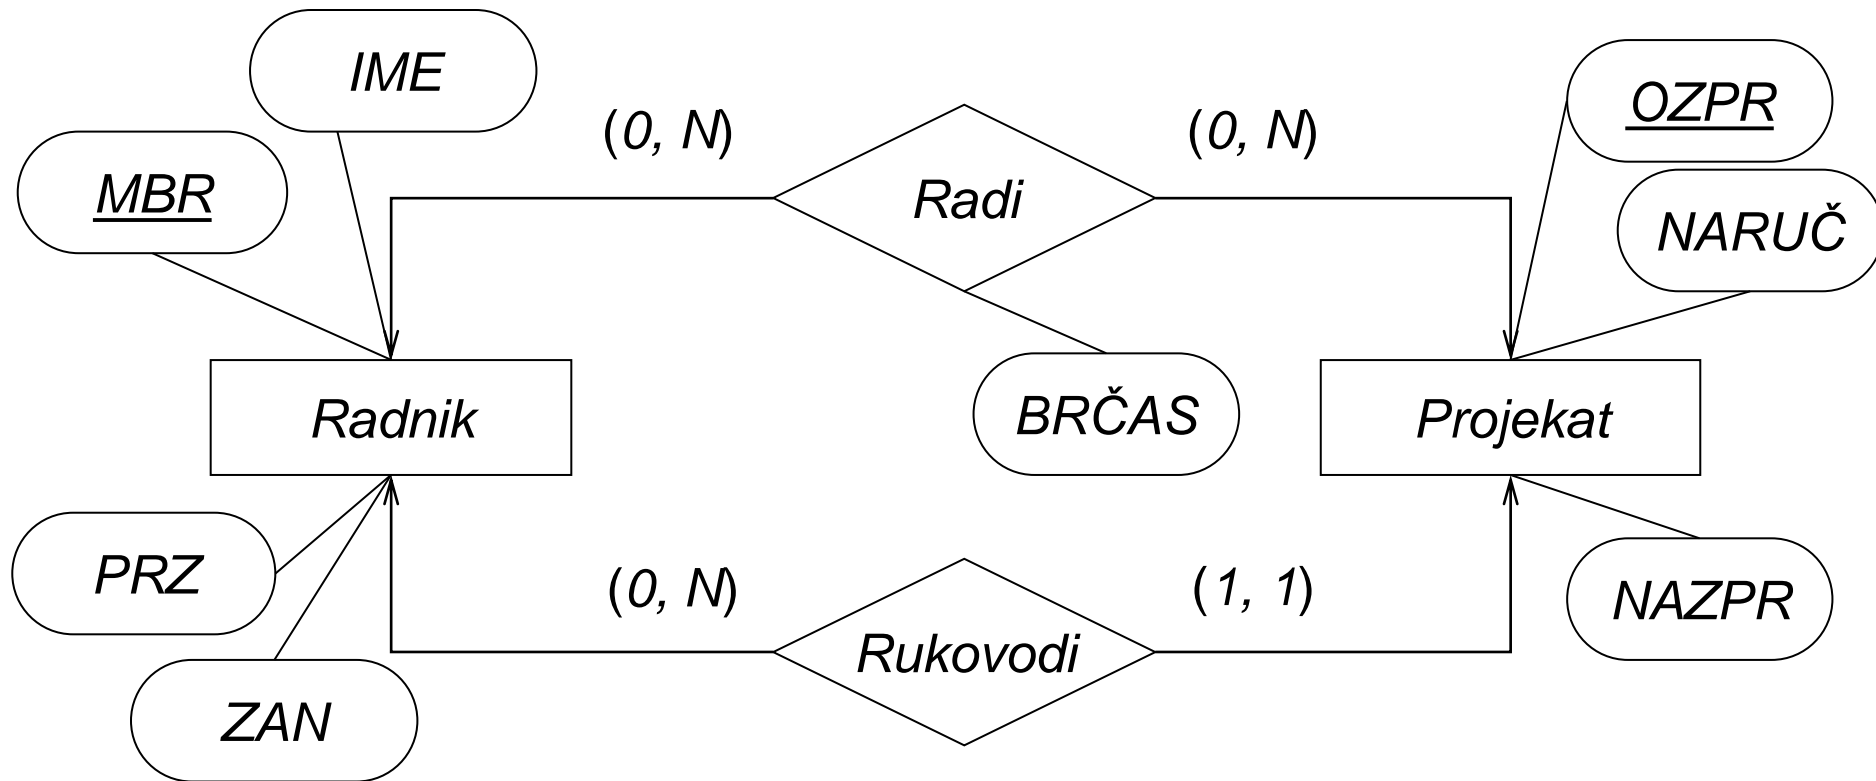 IME
OZPR
(0, N)
(0, N)
MBR
Radi
NARUČ
Radnik
BRČAS
Projekat
PRZ
(0, N)
(1, 1)
NAZPR
Rukovodi
ZAN